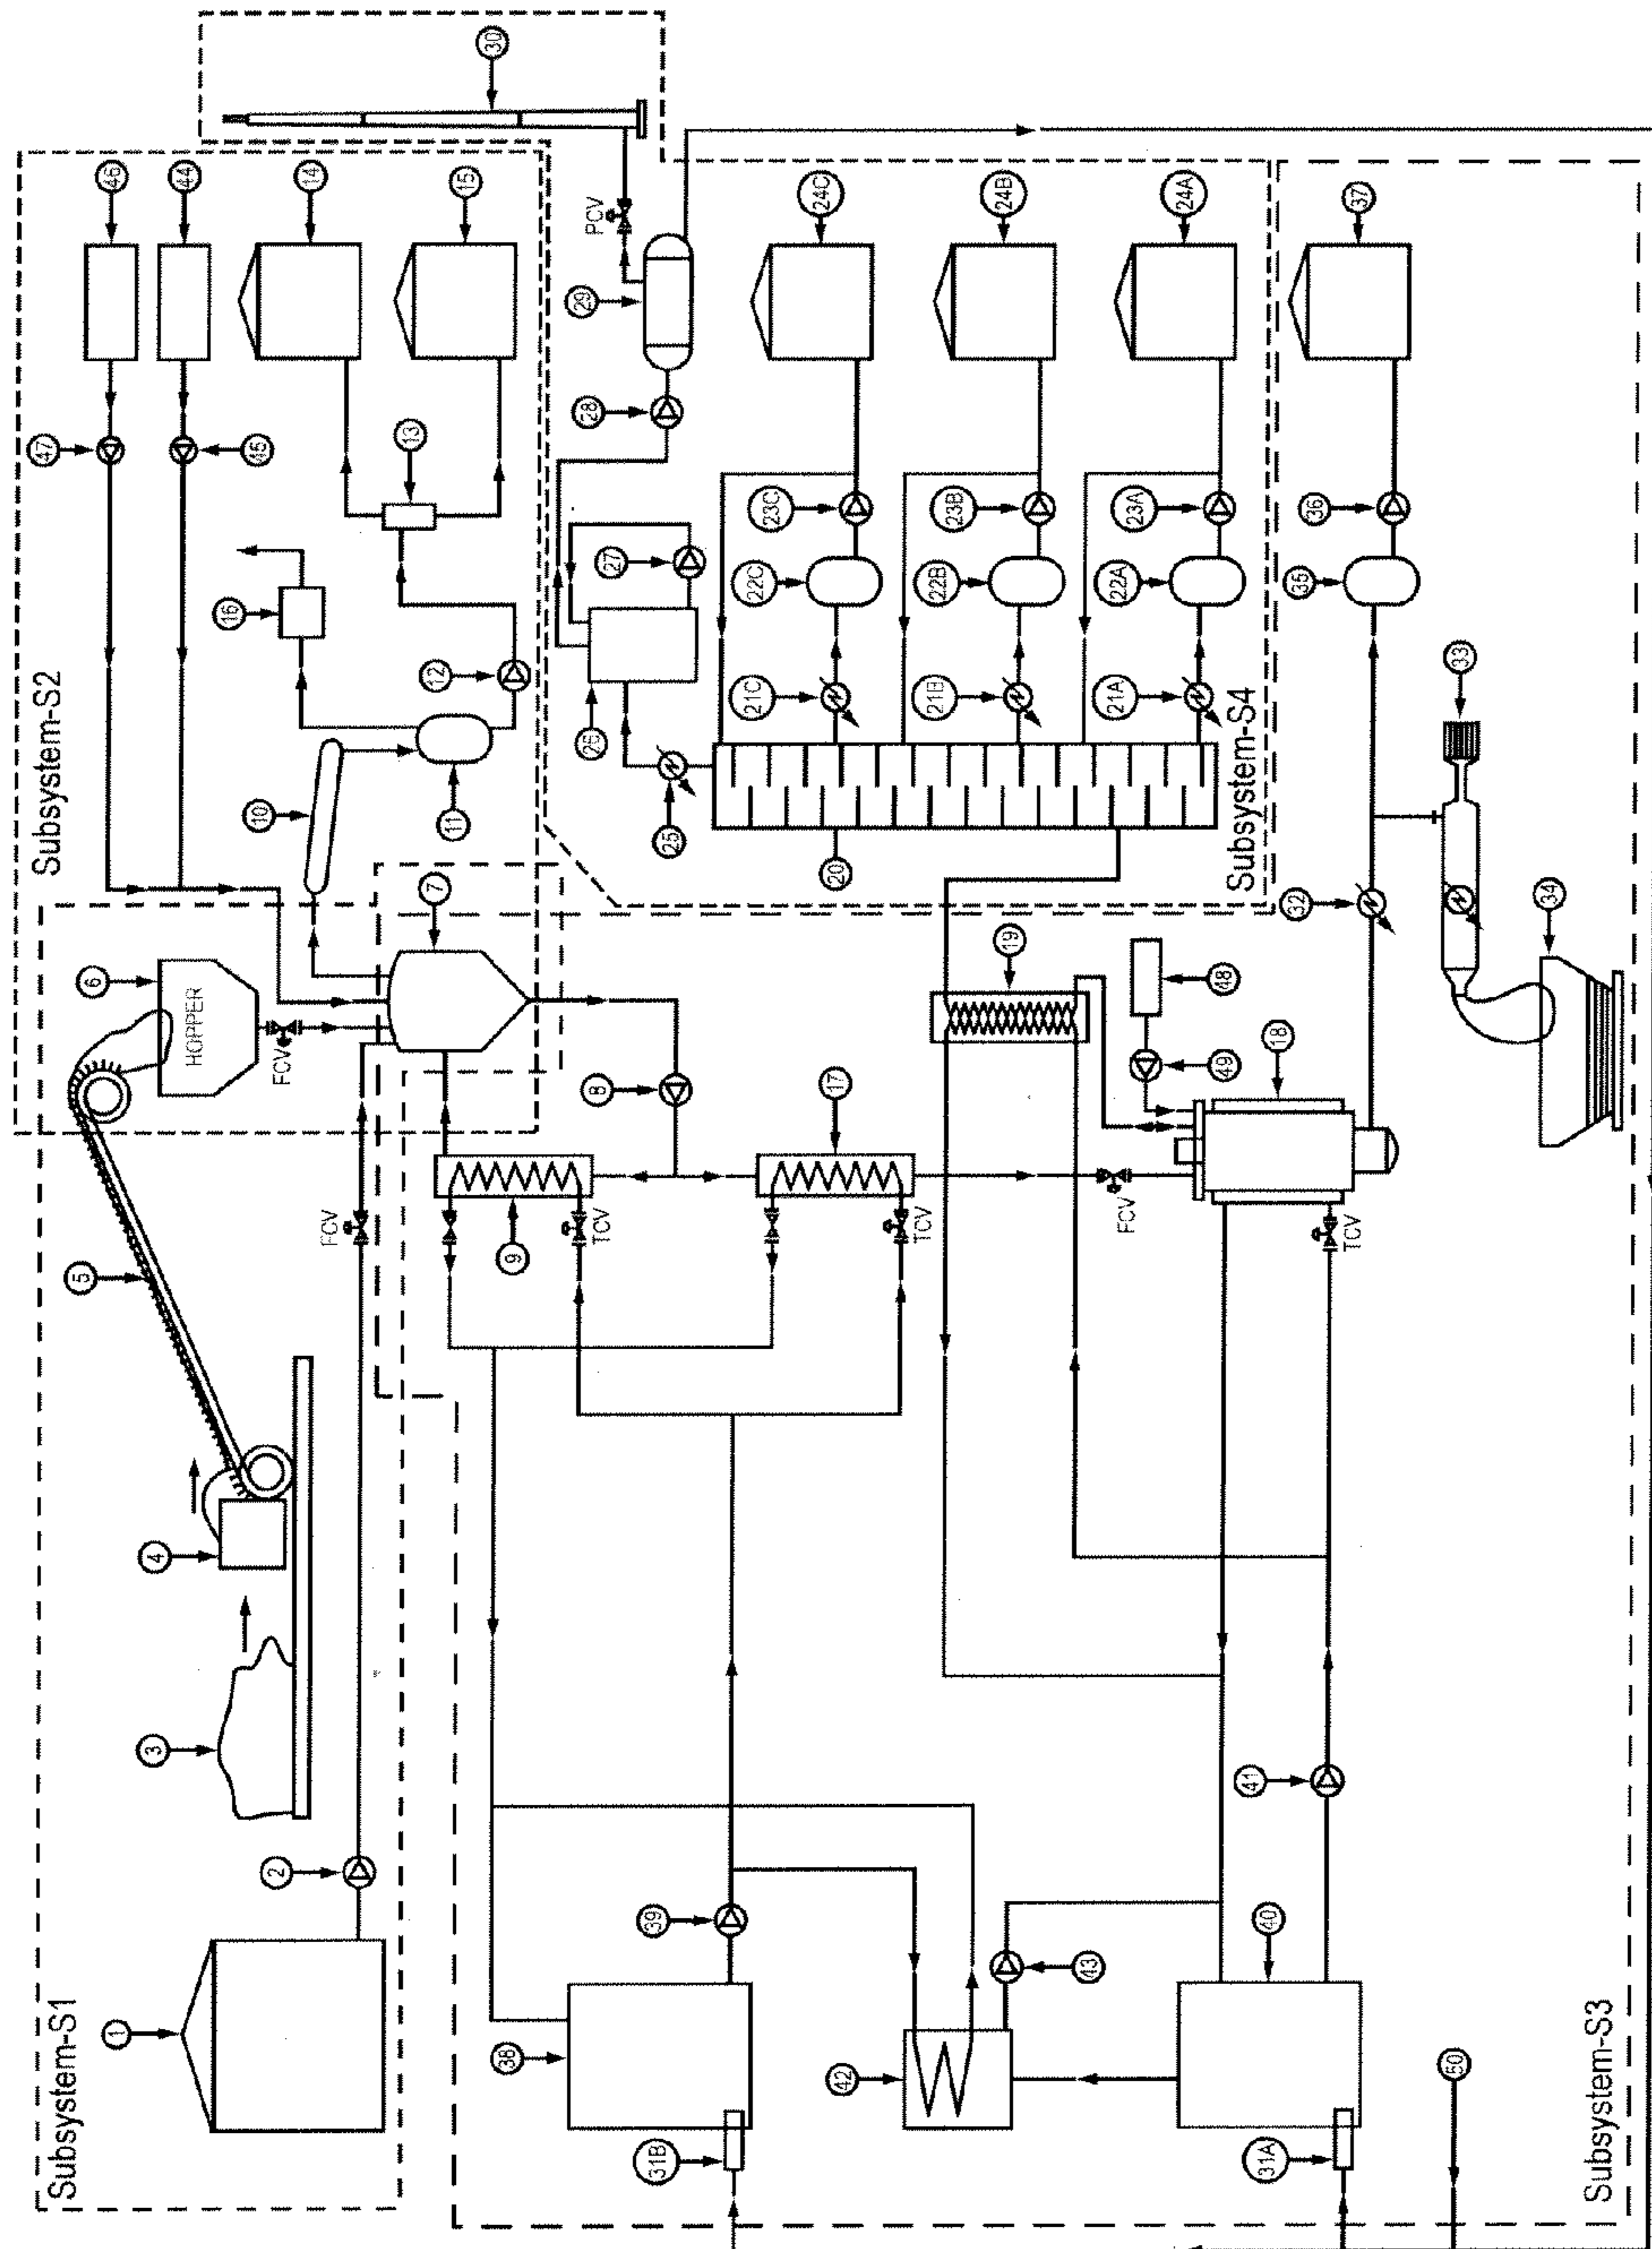 Subsystem-S1
1
2
3
4
5
6
HOPPER
FCV
FCV
Subsystem-S2
46
47
44
45
14
15
13
16
12
10
11
7
8
9
TCV
17
TCV
30
PCV
29
28
27
26
25
20
24C
23C
22C
21C
24B
23B
22B
21B
24A
23A
22A
21A
Subsystem-S4
19
48
49
18
FCV
TCV
37
36
35
32
33
34
38
39
31B
42
43
40
41
31A
50
Subsystem-S3